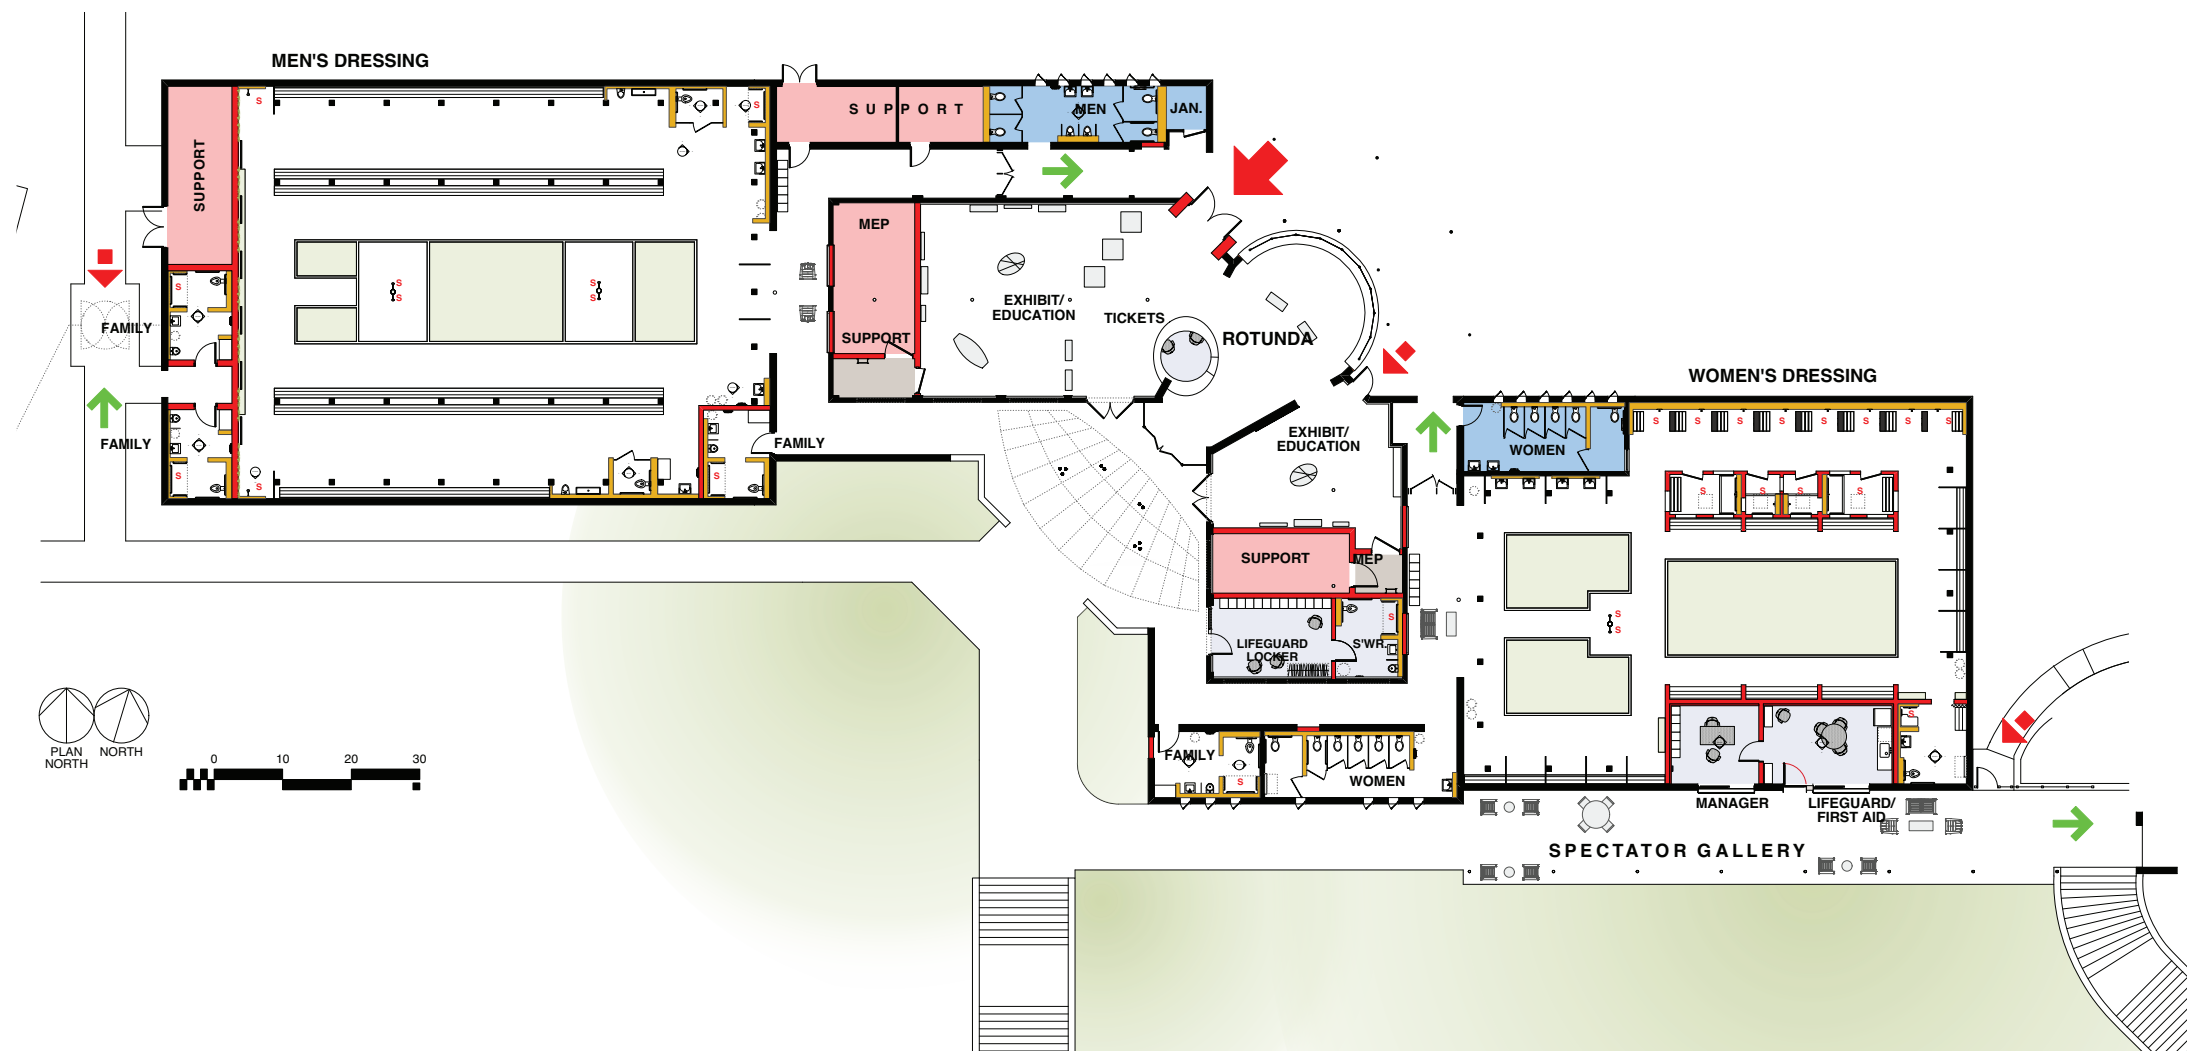 MEN'S DRESSING
S
S
SUPPORT
MEN
JAN.
SUPPORT
MEP
S
S
S
S
S
EXHIBIT/
EDUCATION
TICKETS
FAMILY
SUPPORT
ROTUNDA
WOMEN'S DRESSING
S S S S S S S S
FAMILY
FAMILY
EXHIBIT/
EDUCATION
WOMEN
S
S
S
S
S
S
S
SUPPORT
MEP
S
S
S
LIFEGUARD
LOCKER
S'WR.
S
PLAN
NORTH
NORTH
0 10 20 30
FAMILY
S
WOMEN
MANAGER
LIFEGUARD/
FIRST AID
SPECTATOR GALLERY